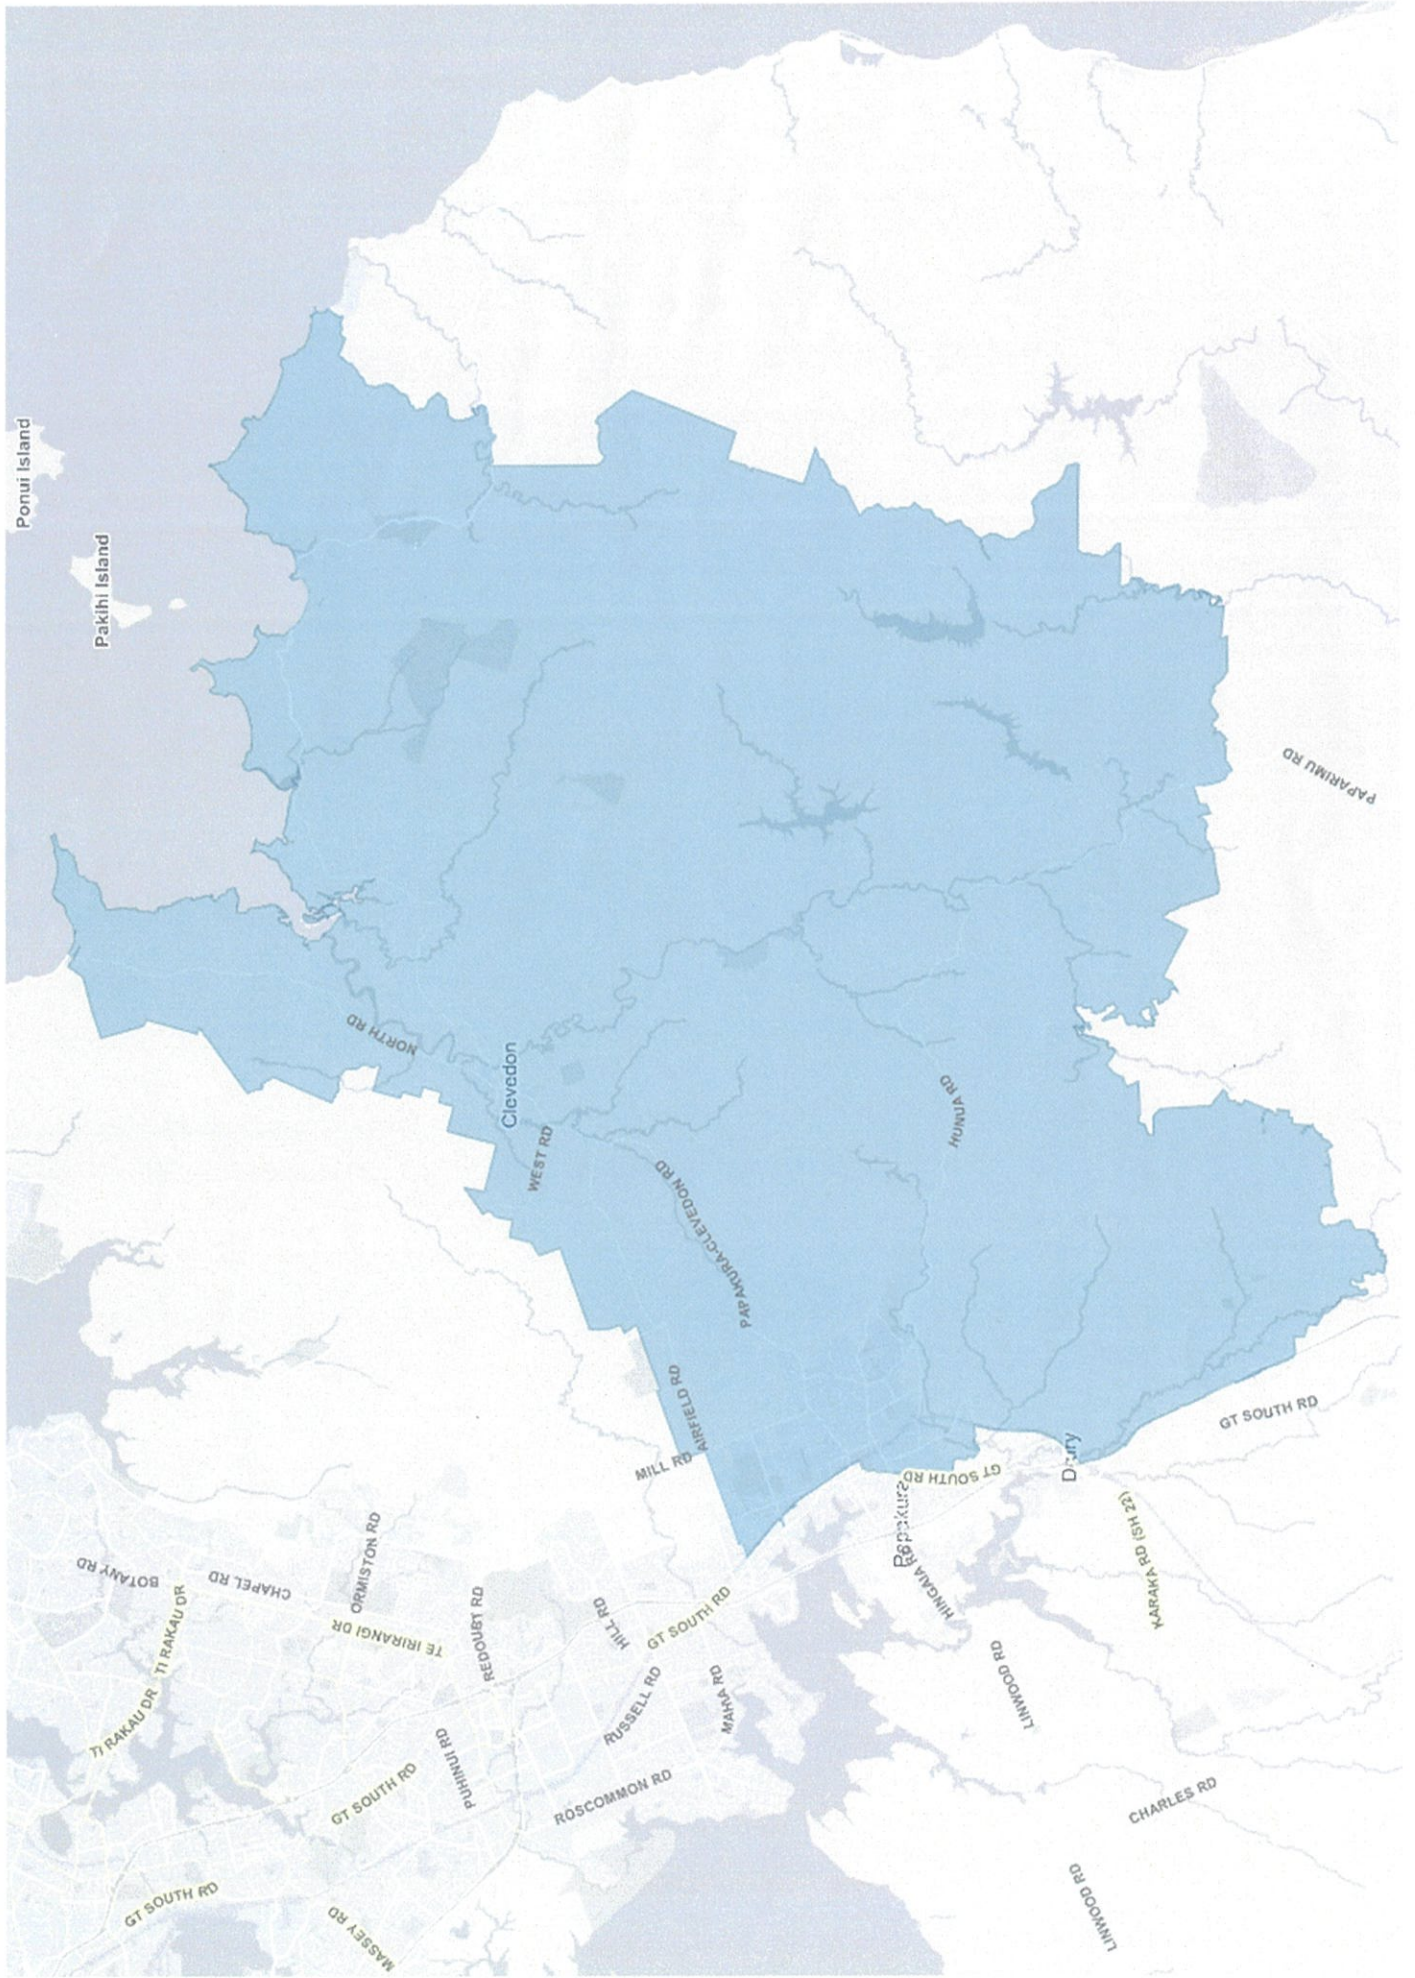 Ponui Island
Pakihi Island
PAPARIMU RD
NORTH RD
Clevedon
WEST RD
PAPAKURA-CLEVEDON RD
HUNUA RD
AIRFIELD RD
MILL RD
GT SOUTH RD
Drury
GT SOUTH RD
Papakura
HINGAIA RD
KARAKA RD (SH 22)
BOTANY RD
CHAPEL RD
ORMISTON RD
TI RAKAU DR
TE IRIRANGI DR
REDOUBT RD
HILL RD
GT SOUTH RD
TI RAKAU DR
PUHINUI RD
RUSSELL RD
MAHIA RD
LINWOOD RD
GT SOUTH RD
ROSCOMMON RD
CHARLES RD
GT SOUTH RD
MASSEY RD
LINWOOD RD